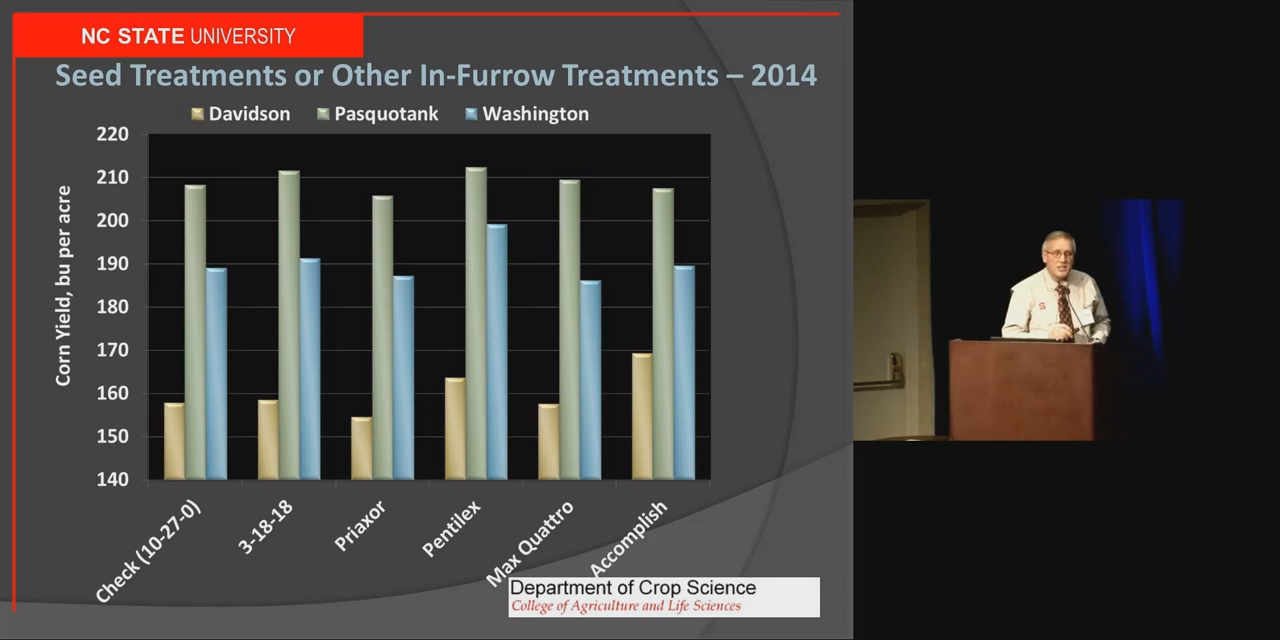 NC STATE UNIVERSITY
Seed Treatments or Other In-Furrow Treatments – 2014
Davidson Pasquotank Washington
Corn Yield, bu per acre
220
210
200
190
180
170
160
150
140
Check (10-27-0)
3-18-18
Priaxor
Pentilex
Max Quattro
Accomplish
Department of Crop Science
College of Agriculture and Life Sciences